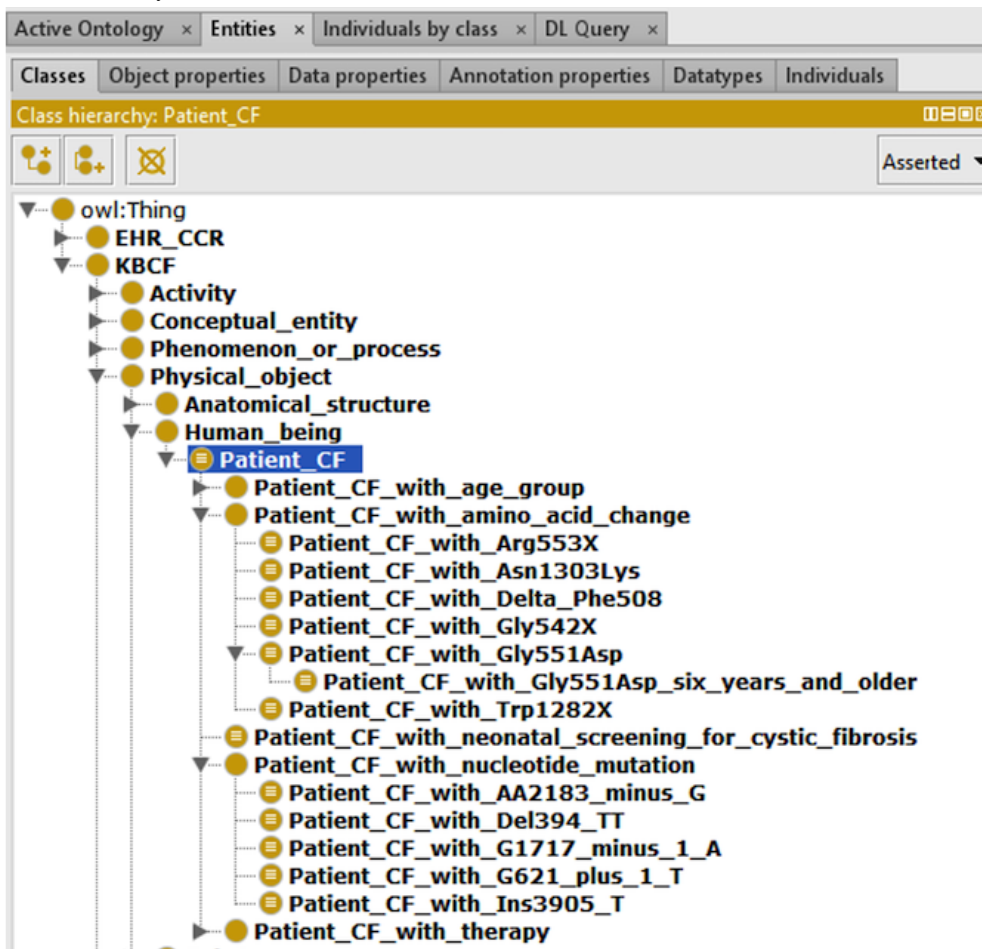 Active Ontology × Entities × Individuals by class × DL Query ×
Classes Object properties Data properties Annotation properties Datatypes Individuals
Class hierarchy: Patient_CF
Asserted
owl:Thing
EHR_CCR
KBCF
Activity
Conceptual_entity
Phenomenon_or_process
Physical_object
Anatomical_structure
Human_being
Patient_CF
Patient_CF_with_age_group
Patient_CF_with_amino_acid_change
Patient_CF_with_Arg553X
Patient_CF_with_Asn1303Lys
Patient_CF_with_Delta_Phe508
Patient_CF_with_Gly542X
Patient_CF_with_Gly551Asp
Patient_CF_with_Gly551Asp_six_years_and_older
Patient_CF_with_Trp1282X
Patient_CF_with_neonatal_screening_for_cystic_fibrosis
Patient_CF_with_nucleotide_mutation
Patient_CF_with_AA2183_minus_G
Patient_CF_with_Del394_TT
Patient_CF_with_G1717_minus_1_A
Patient_CF_with_G621_plus_1_T
Patient_CF_with_Ins3905_T
Patient_CF_with_therapy